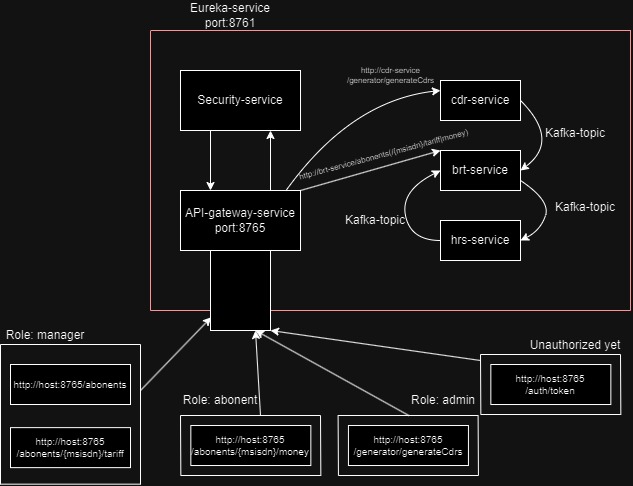 Eureka-service
port:8761
http://cdr-service
/generator/generateCdrs
Security-service
cdr-service
Kafka-topic
http://brt-service/abonents(/{msisdn}/tariff|money)
brt-service
API-gateway-service
port:8765
Kafka-topic
Kafka-topic
hrs-service
Role: manager
Unauthorized yet
http://host:8765/abonents
http://host:8765
/auth/token
Role: abonent
Role: admin
http://host:8765
/abonents/{msisdn}/tariff
http://host:8765
/abonents/{msisdn}/money
http://host:8765
/generator/generateCdrs